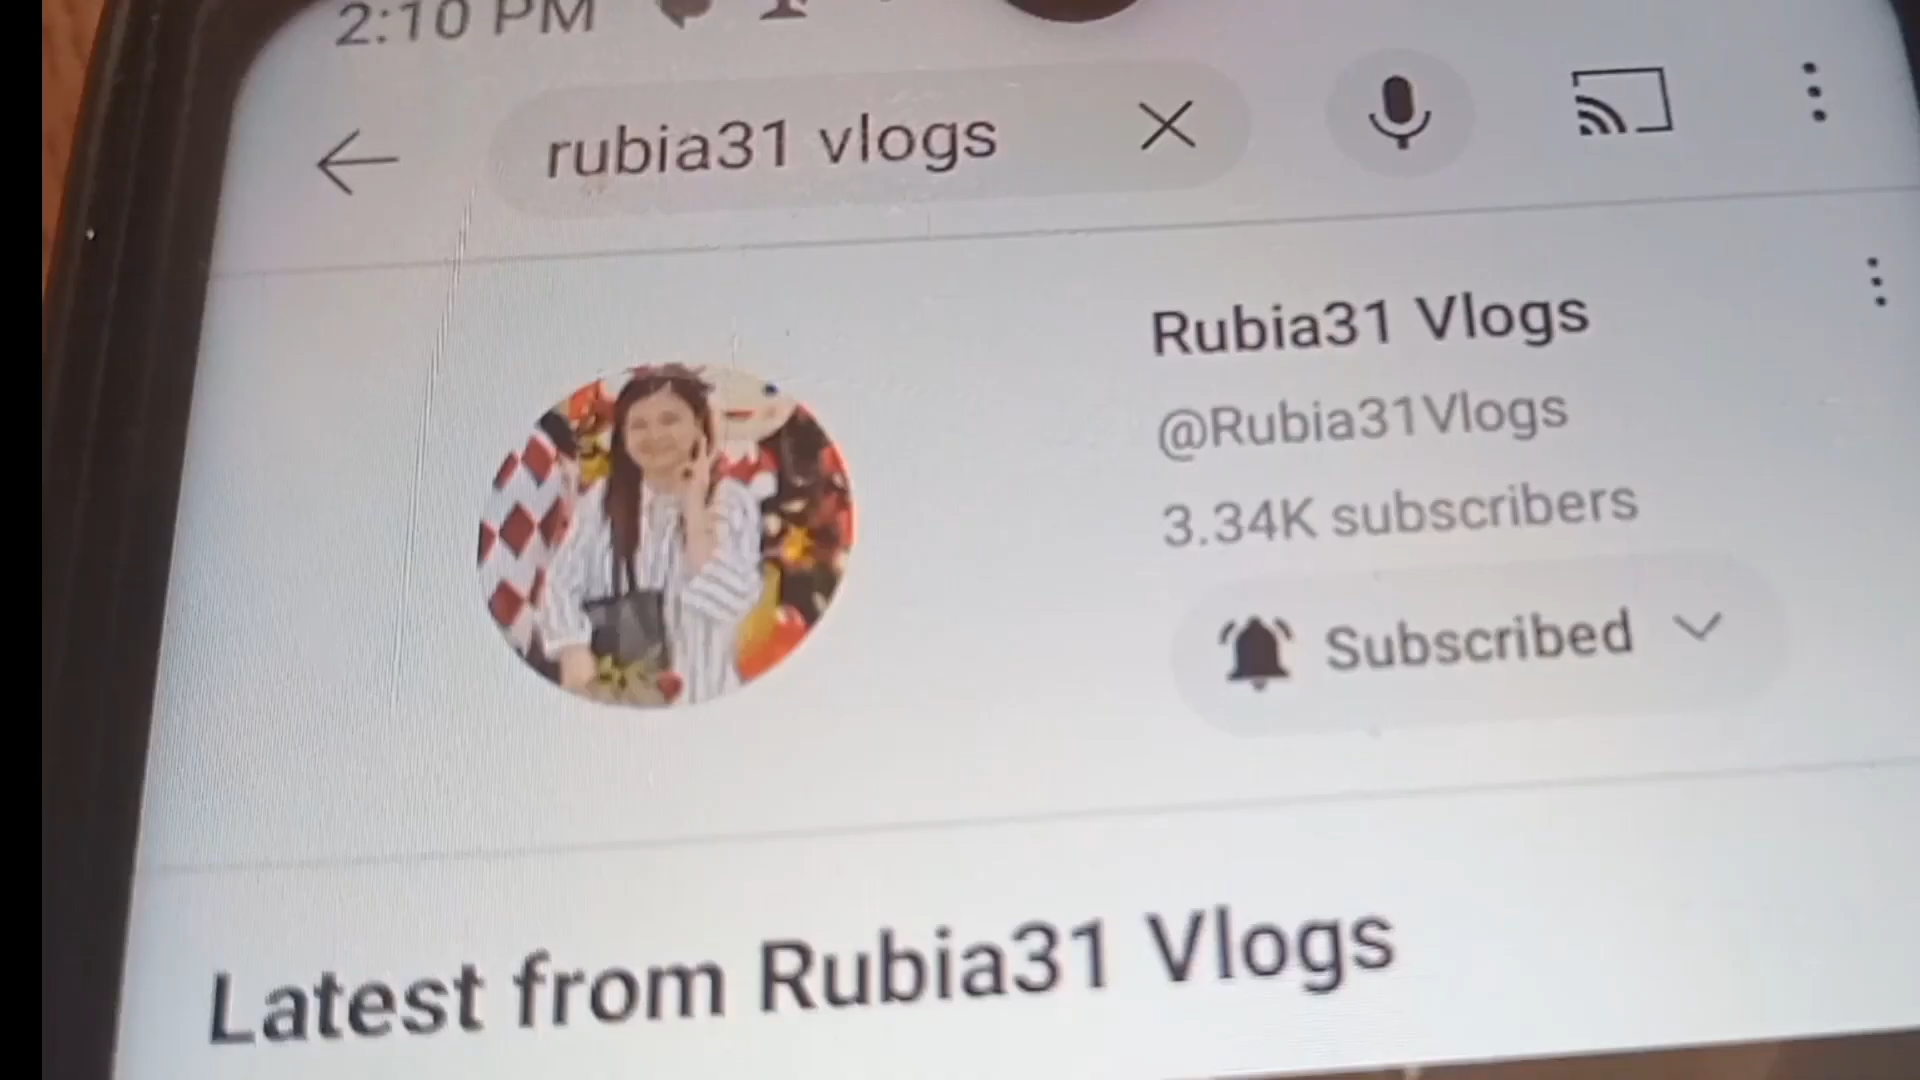 2:10 PM
rubia31 vlogs
Rubia31 Vlogs
@Rubia31Vlogs
3.34K subscribers
Subscribed
Latest from Rubia31 Vlogs